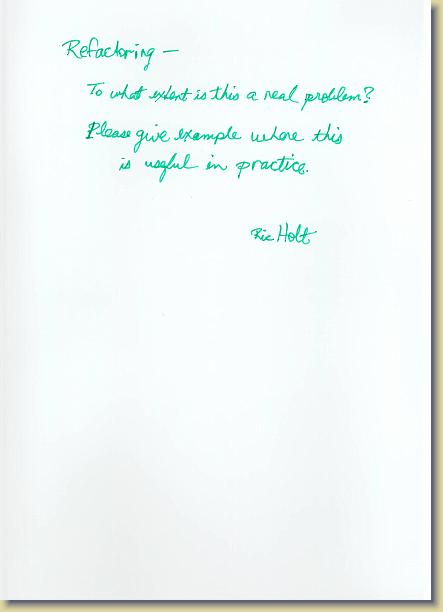 Refactoring —
To what extent is this a real problem?
Please give example where this
is useful in practice.
Ric Holt